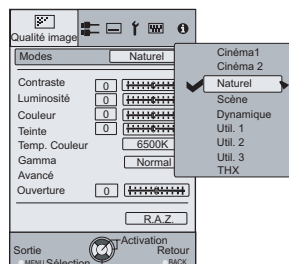 Qualité image
Modes Naturel
Contraste 0
Luminosité 0
Couleur 0
Teinte 0
Temp. Couleur 6500K
Gamma Normal
Avancé
Ouverture 0
R.A.Z.
Activation
Sortie Retour
MENU Sélection BACK
Cinéma1
Cinéma 2
Naturel
Scène
Dynamique
Util. 1
Util. 2
Util. 3
THX